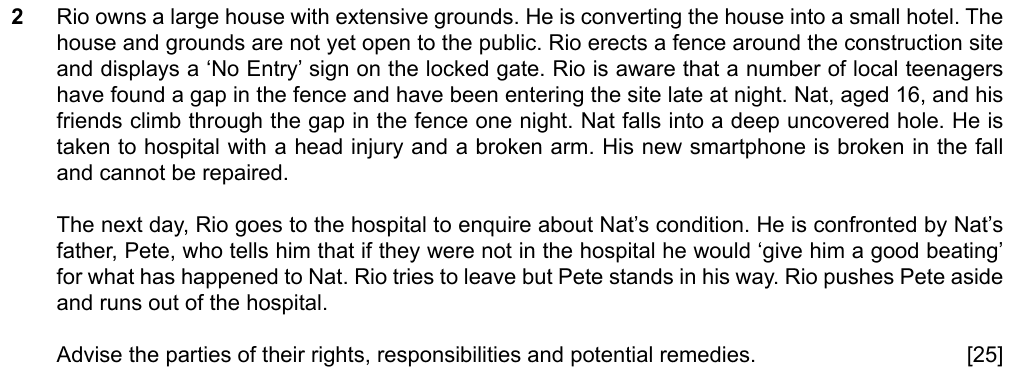 2 Rio owns a large house with extensive grounds. He is converting the house into a small hotel. The
house and grounds are not yet open to the public. Rio erects a fence around the construction site
and displays a ‘No Entry’ sign on the locked gate. Rio is aware that a number of local teenagers
have found a gap in the fence and have been entering the site late at night. Nat, aged 16, and his
friends climb through the gap in the fence one night. Nat falls into a deep uncovered hole. He is
taken to hospital with a head injury and a broken arm. His new smartphone is broken in the fall
and cannot be repaired.
The next day, Rio goes to the hospital to enquire about Nat’s condition. He is confronted by Nat’s
father, Pete, who tells him that if they were not in the hospital he would ‘give him a good beating’
for what has happened to Nat. Rio tries to leave but Pete stands in his way. Rio pushes Pete aside
and runs out of the hospital.
Advise the parties of their rights, responsibilities and potential remedies. [25]